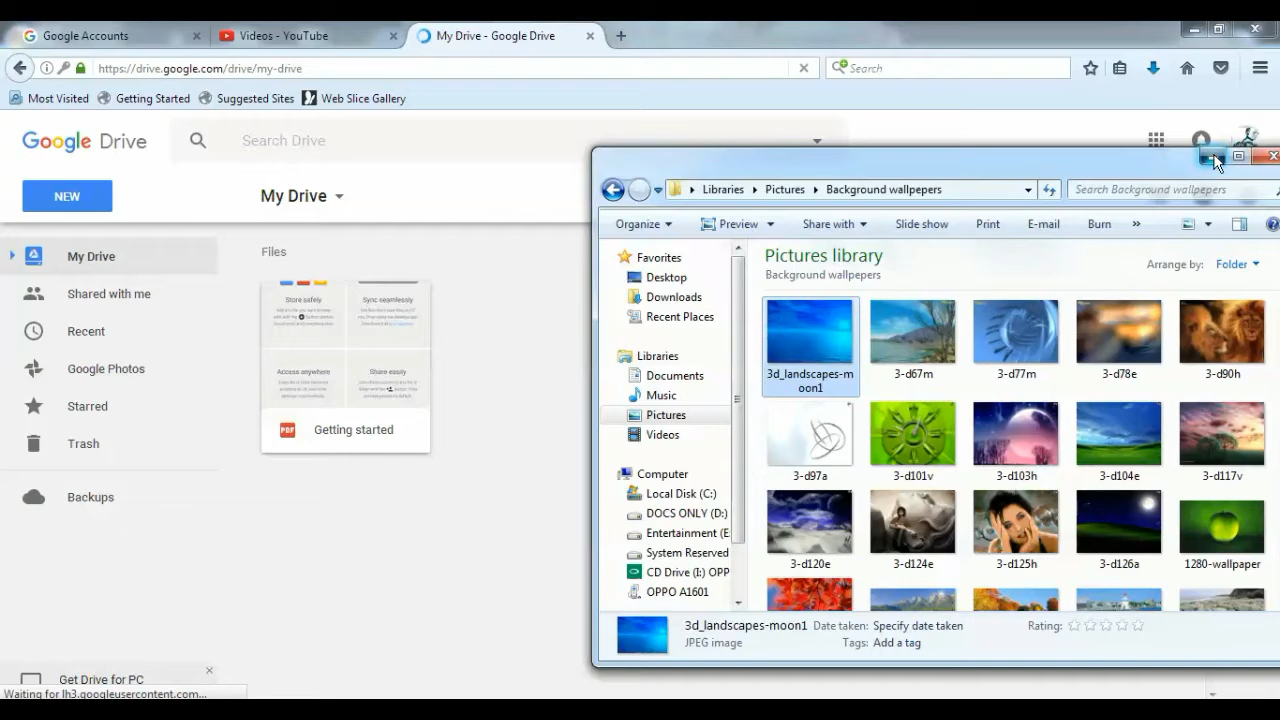 Google Accounts
Videos - YouTube
My Drive - Google Drive
https://drive.google.com/drive/my-drive
Search
Most Visited
Getting Started
Suggested Sites
Web Slice Gallery
Google Drive
Search Drive
NEW
My Drive
My Drive
Shared with me
Recent
Google Photos
Starred
Trash
Backups
Get Drive for PC
Waiting for lh3.googleusercontent.com...
Files
Store safely
Sync seamlessly
Access anywhere
Share easily
PDF
Getting started
Libraries
Pictures
Background wallpepers
Search Background wallpepers
Organize
Preview
Share with
Slide show
Print
E-mail
Burn
»
Favorites
Desktop
Downloads
Recent Places
Libraries
Documents
Music
Pictures
Videos
Computer
Local Disk (C:)
DOCS ONLY (D:)
Entertainment (E
System Reserved
CD Drive (I:) OPP
OPPO A1601
Pictures library
Background wallpepers
Arrange by: Folder
3d_landscapes-m
oon1
3-d67m
3-d77m
3-d78e
3-d90h
3-d97a
3-d101v
3-d103h
3-d104e
3-d117v
3-d120e
3-d124e
3-d125h
3-d126a
1280-wallpaper
3d_landscapes-moon1
Date taken: Specify date taken
Rating:
JPEG image
Tags: Add a tag